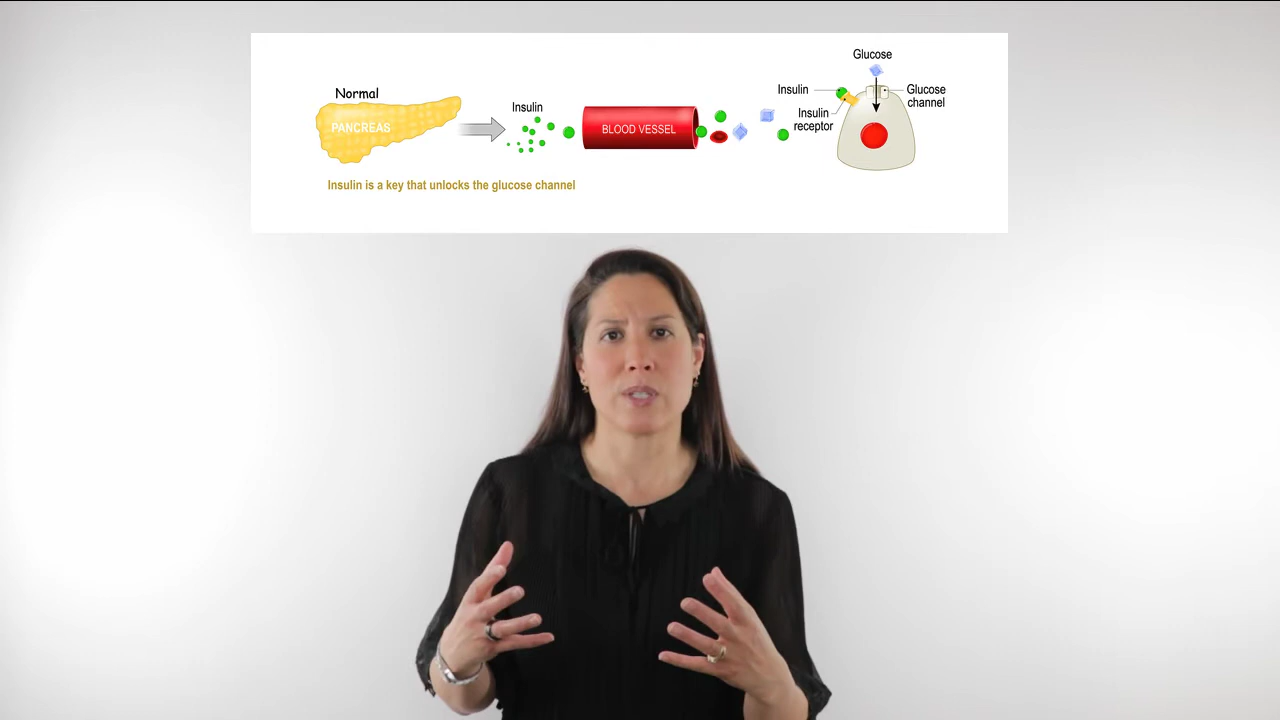 Normal
PANCREAS
Insulin
BLOOD VESSEL
Glucose
Insulin
Insulin
receptor
Glucose
channel
Insulin is a key that unlocks the glucose channel